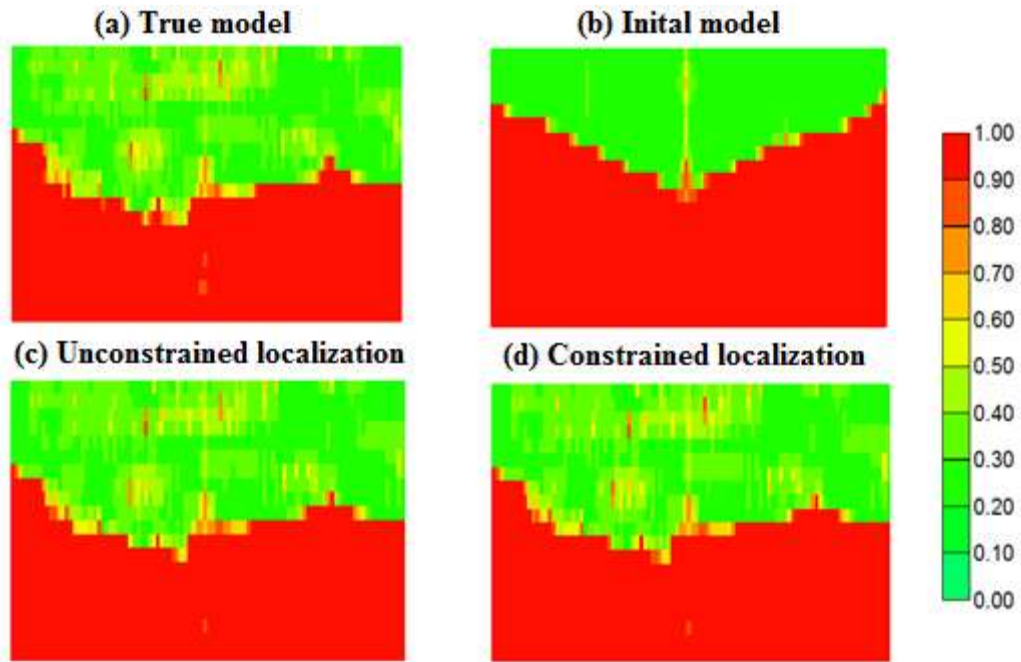 (a) True model
(b) Inital model
(c) Unconstrained localization
(d) Constrained localization
1.00
0.90
0.80
0.70
0.60
0.50
0.40
0.30
0.20
0.10
0.00